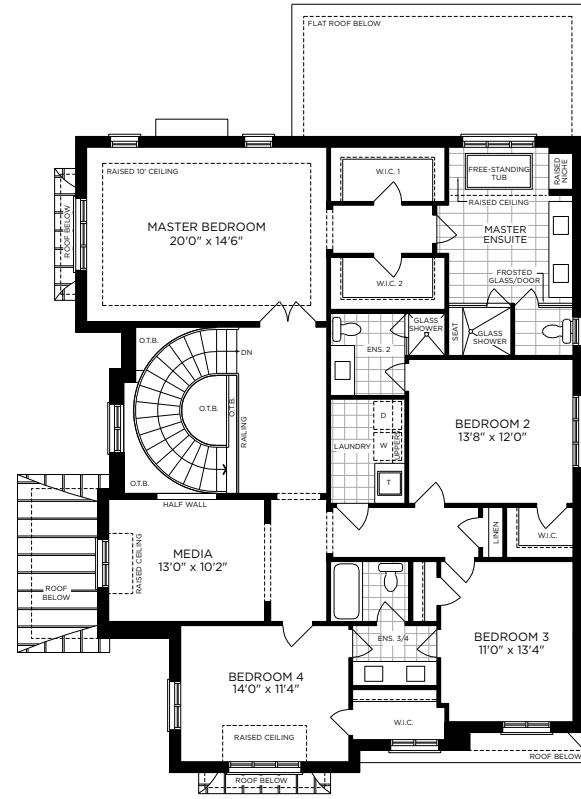 FLAT ROOF BELOW
RAISED 10' CEILING
W.I.C. 1
FREE-STANDING
TUB
RAISED
NICHE
RAISED CEILING
MASTER BEDROOM
20'0" x 14'6"
MASTER
ENSUITE
ROOF BELOW
W.I.C. 2
FROSTED
GLASS/DOOR
GLASS
SHOWER
SEAT
GLASS
SHOWER
O.T.B.
DN
ENS. 2
O.T.B.
O.T.B.
RAILING
D
BEDROOM 2
13'8" x 12'0"
LAUNDRY
W
UPPERS
T
O.T.B.
HALF WALL
LINEN
W.I.C.
RAISED CEILING
MEDIA
13'0" x 10'2"
ROOF
BELOW
ENS. 3/4
BEDROOM 3
11'0" x 13'4"
BEDROOM 4
14'0" x 11'4"
W.I.C.
RAISED CEILING
ROOF BELOW
ROOF BELOW